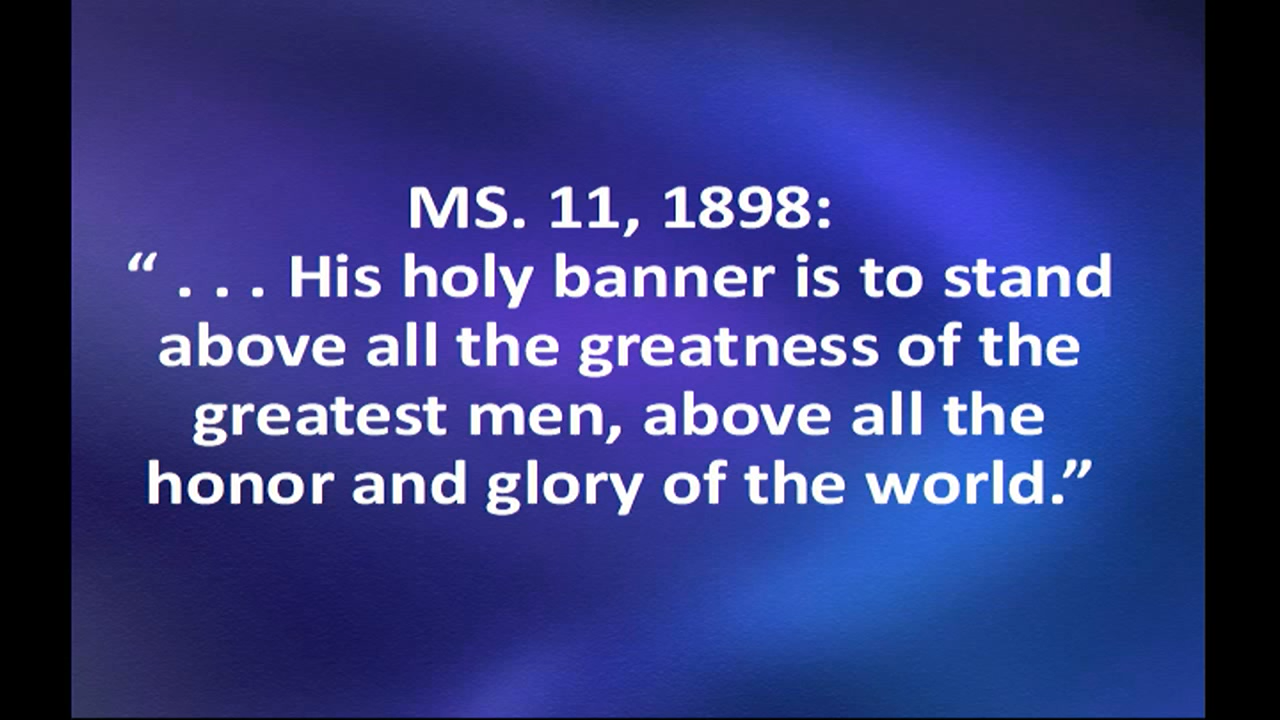 MS. 11, 1898:
“ . . . His holy banner is to stand
above all the greatness of the
greatest men, above all the
honor and glory of the world.”